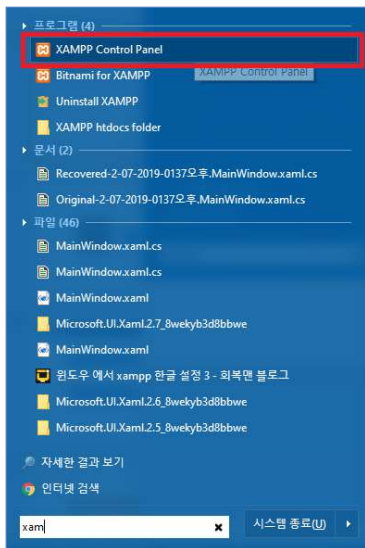 프로그램 (4)
XAMPP Control Panel
Bitnami for XAMPP
XAMPP Control Panel
Uninstall XAMPP
XAMPP htdocs folder
문서 (2)
Recovered-2-07-2019-0137오후.MainWindow.xaml.cs
Original-2-07-2019-0137오후.MainWindow.xaml.cs
파일 (46)
MainWindow.xaml.cs
MainWindow.xaml.cs
MainWindow.xaml
Microsoft.UI.Xaml.2.7_8wekyb3d8bbwe
MainWindow.xaml
윈도우 에서 xampp 한글 설정 3 - 회복맨 블로그
Microsoft.UI.Xaml.2.6_8wekyb3d8bbwe
Microsoft.UI.Xaml.2.5_8wekyb3d8bbwe
자세한 결과 보기
인터넷 검색
xam
시스템 종료(U)